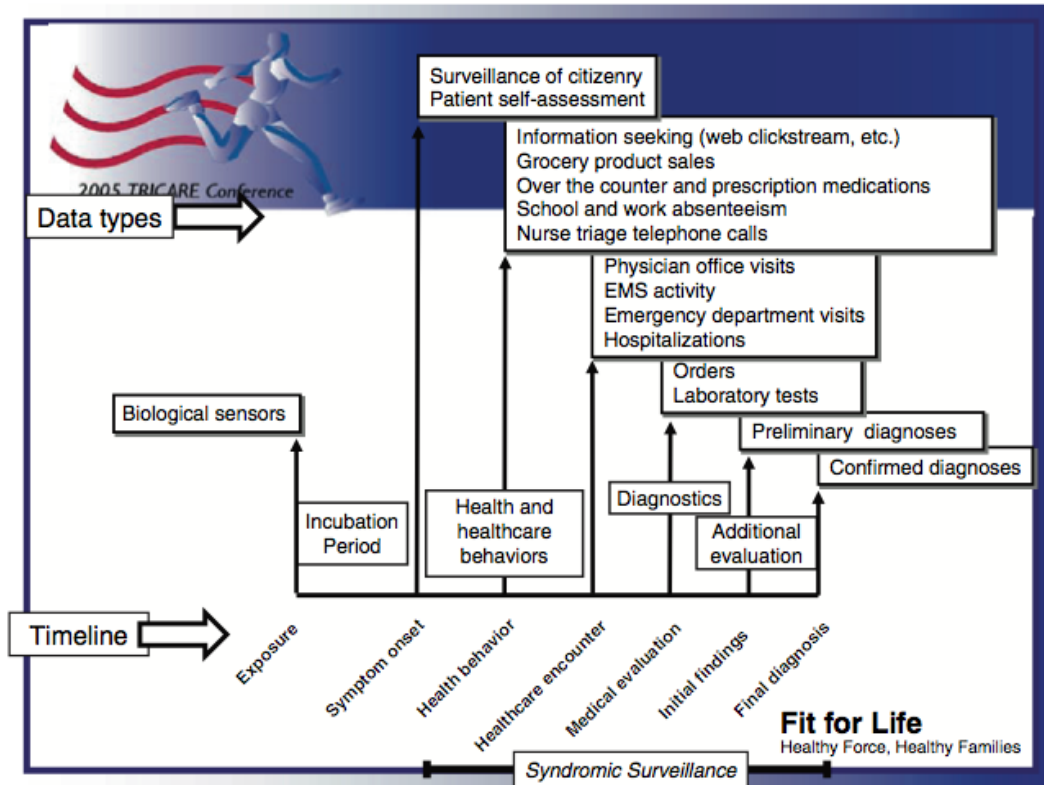 Surveillance of citizenry
Patient self-assessment
Information seeking (web clickstream, etc.)
Grocery product sales
Over the counter and prescription medications
School and work absenteeism
Nurse triage telephone calls
2005 TRICARE Conference
Data types
Physician office visits
EMS activity
Emergency department visits
Hospitalizations
Orders
Laboratory tests
Biological sensors
Preliminary diagnoses
Confirmed diagnoses
Incubation
Period
Health and
healthcare
behaviors
Diagnostics
Additional
evaluation
Timeline
Exposure
Symptom onset
Health behavior
Healthcare encounter
Medical evaluation
Initial findings
Final diagnosis
Fit for Life
Healthy Force, Healthy Families
Syndromic Surveillance